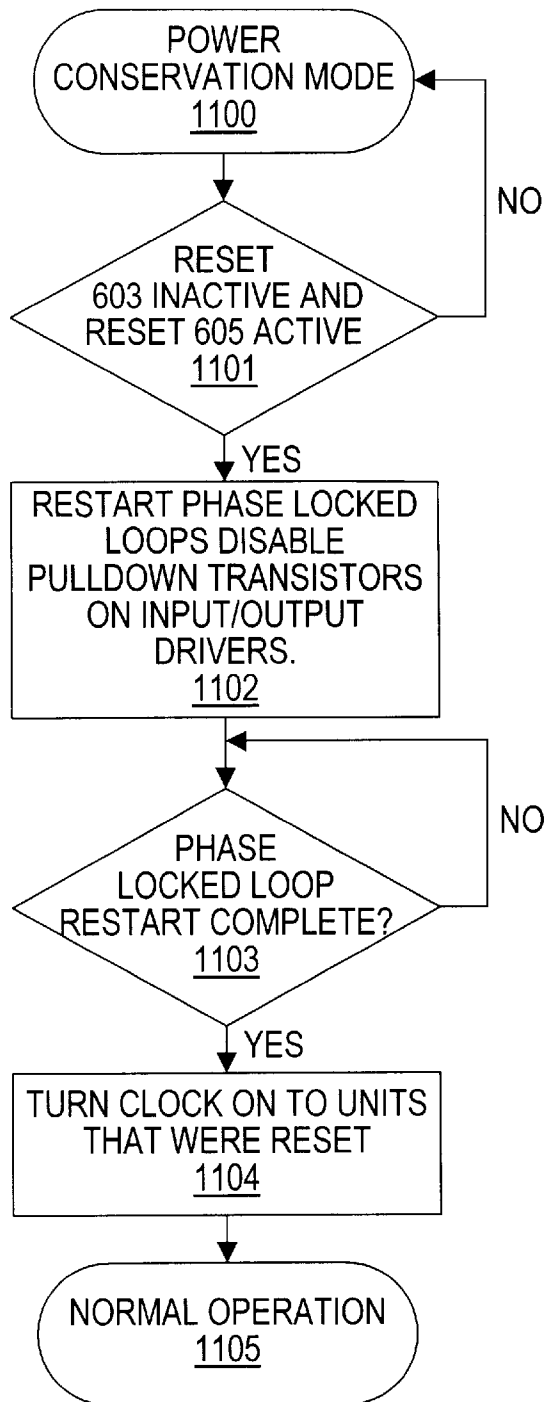 POWER
CONSERVATION MODE
1100
NO
RESET
603 INACTIVE AND
RESET 605 ACTIVE
1101
YES
RESTART PHASE LOCKED
LOOPS DISABLE
PULLDOWN TRANSISTORS
ON INPUT/OUTPUT
DRIVERS.
1102
NO
PHASE
LOCKED LOOP
RESTART COMPLETE?
1103
YES
TURN CLOCK ON TO UNITS
THAT WERE RESET
1104
NORMAL OPERATION
1105